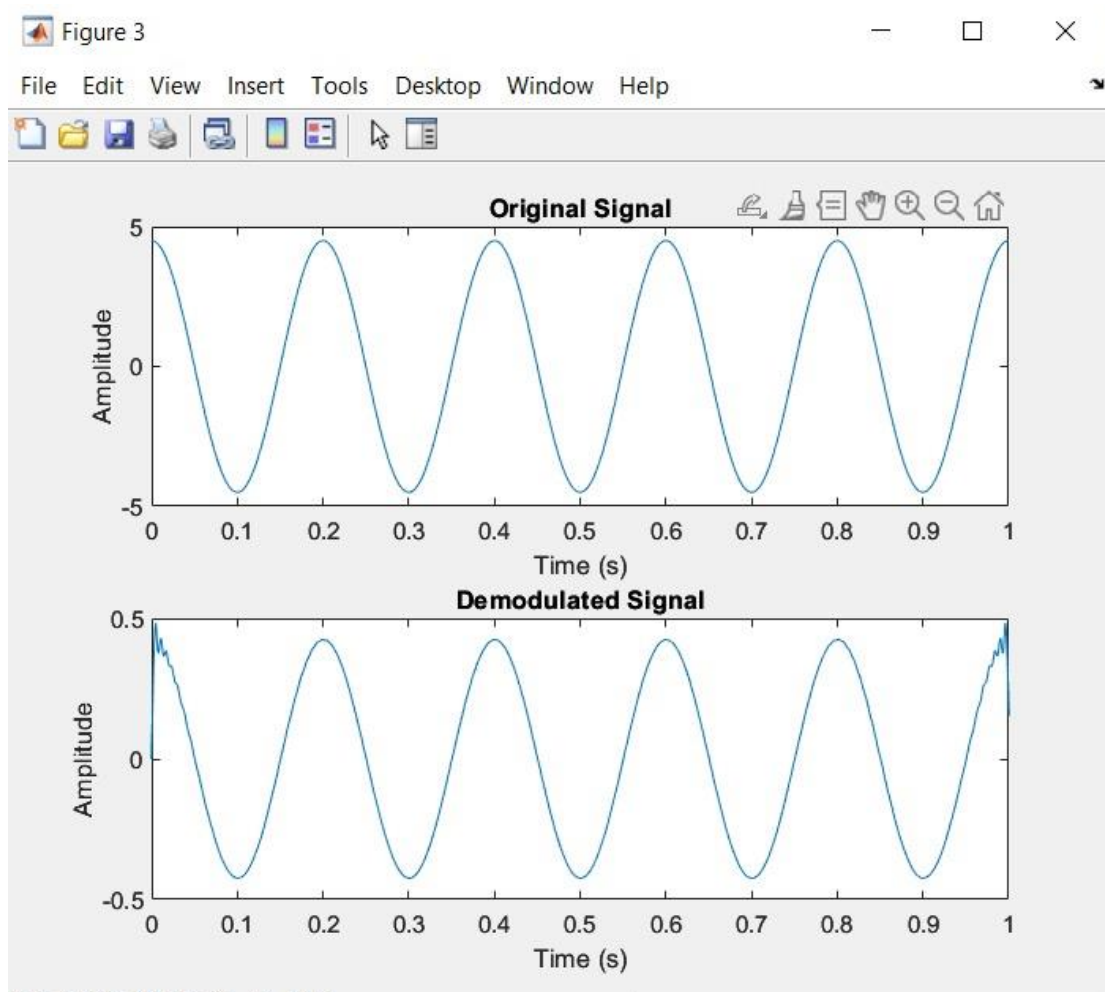 Figure 3
File Edit View Insert Tools Desktop Window Help
Original Signal
5
0
-5
Amplitude
0 0.1 0.2 0.3 0.4 0.5 0.6 0.7 0.8 0.9 1
Time (s)
Demodulated Signal
0.5
0
-0.5
Amplitude
0 0.1 0.2 0.3 0.4 0.5 0.6 0.7 0.8 0.9 1
Time (s)